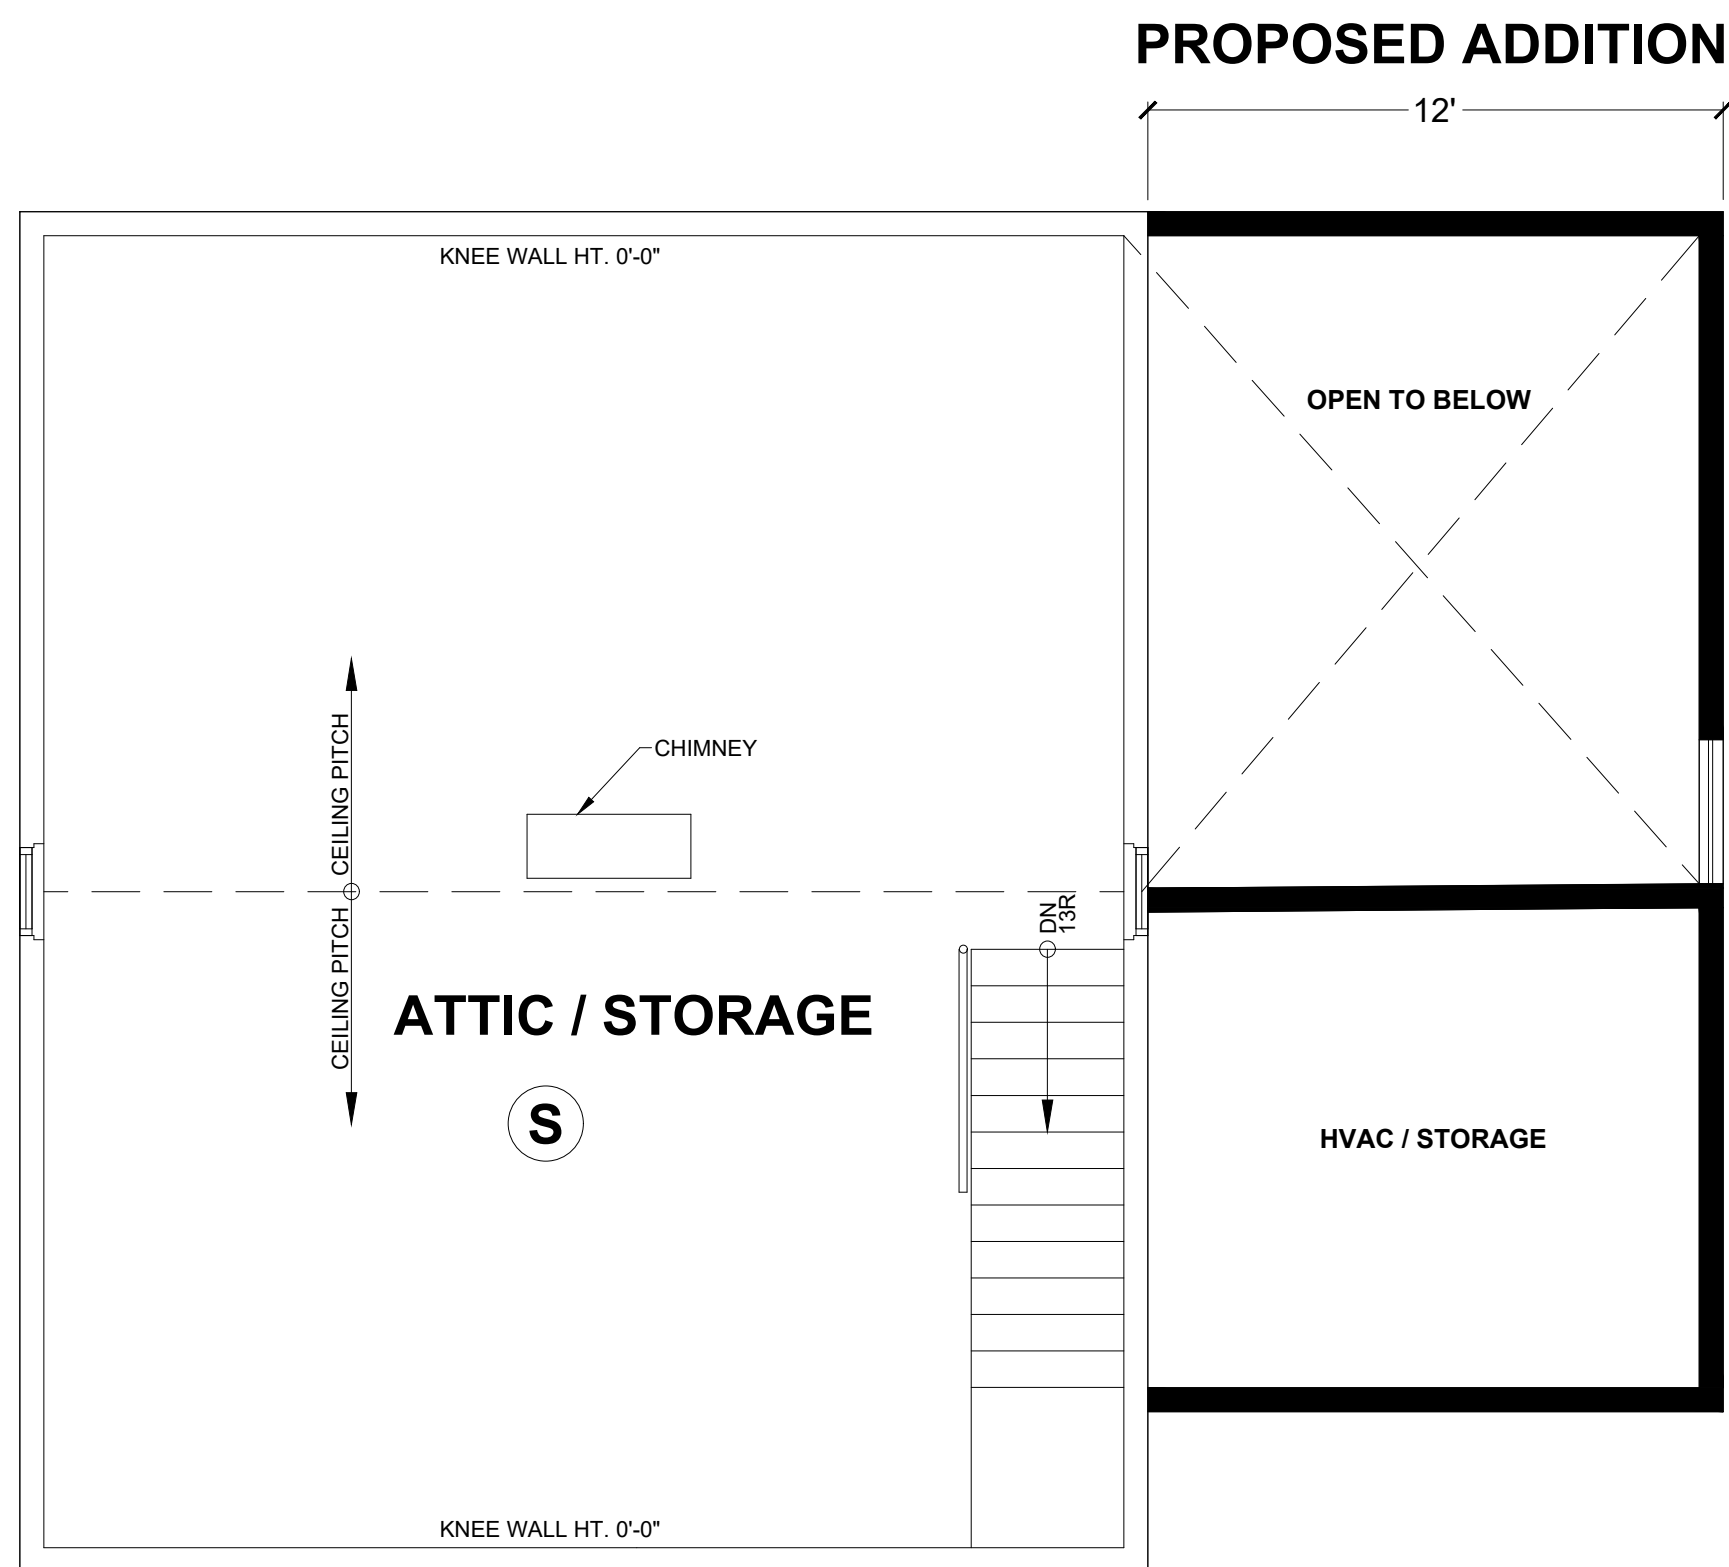 PROPOSED ADDITION
12'
KNEE WALL HT. 0'-0"
OPEN TO BELOW
CEILING PITCH
CHIMNEY
CEILING PITCH
DN
13R
ATTIC / STORAGE
S
HVAC / STORAGE
KNEE WALL HT. 0'-0"